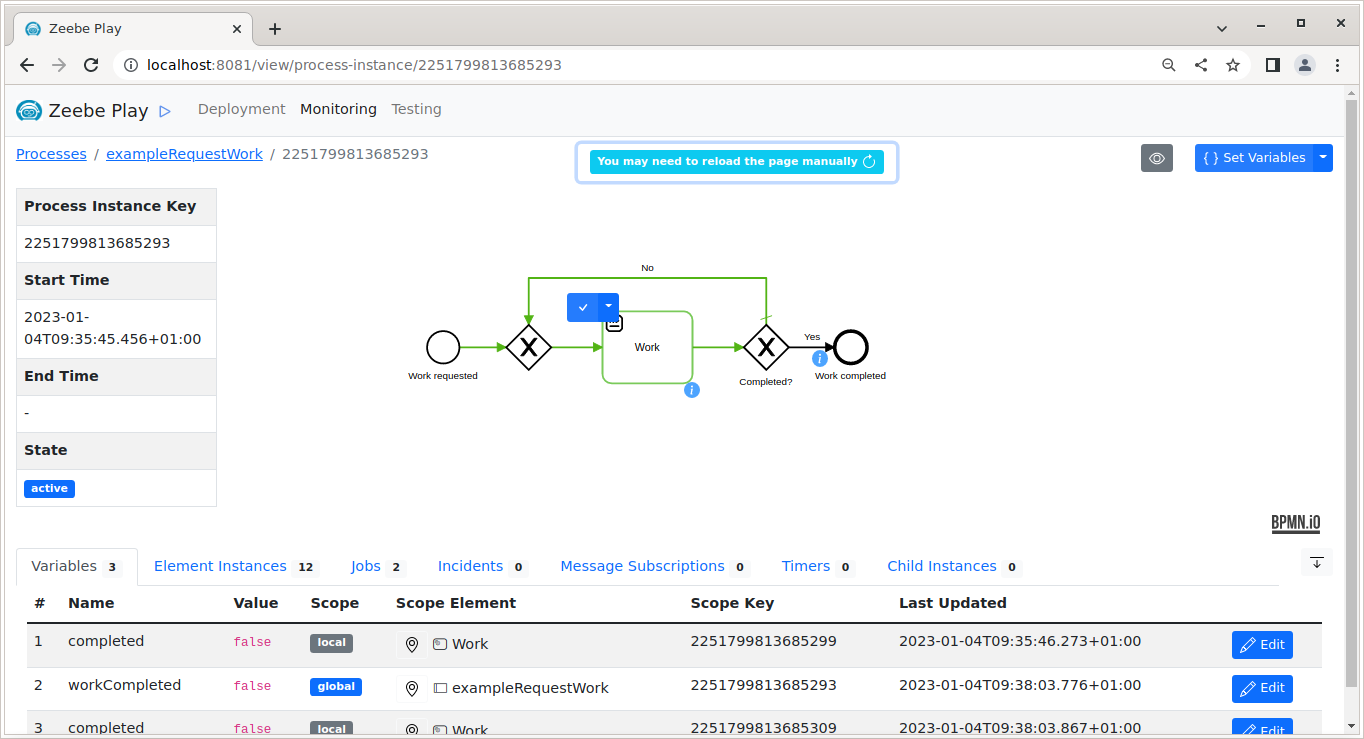 Zeebe Play
localhost:8081/view/process-instance/2251799813685293
Zeebe Play Deployment Monitoring Testing
Processes / exampleRequestWork / 2251799813685293
You may need to reload the page manually
{ } Set Variables
Process Instance Key
2251799813685293
Start Time
2023-01-
04T09:35:45.456+01:00
End Time
-
State
active
No
Work
Yes
Work requested
Completed?
Work completed
BPMN.iO
Variables 3 Element Instances 12 Jobs 2 Incidents 0 Message Subscriptions 0 Timers 0 Child Instances 0
# Name Value Scope Scope Element Scope Key Last Updated
1 completed false local Work 2251799813685299 2023-01-04T09:35:46.273+01:00 Edit
2 workCompleted false global exampleRequestWork 2251799813685293 2023-01-04T09:38:03.776+01:00 Edit
3 completed false local Work 2251799813685309 2023-01-04T09:38:03.867+01:00 Edit